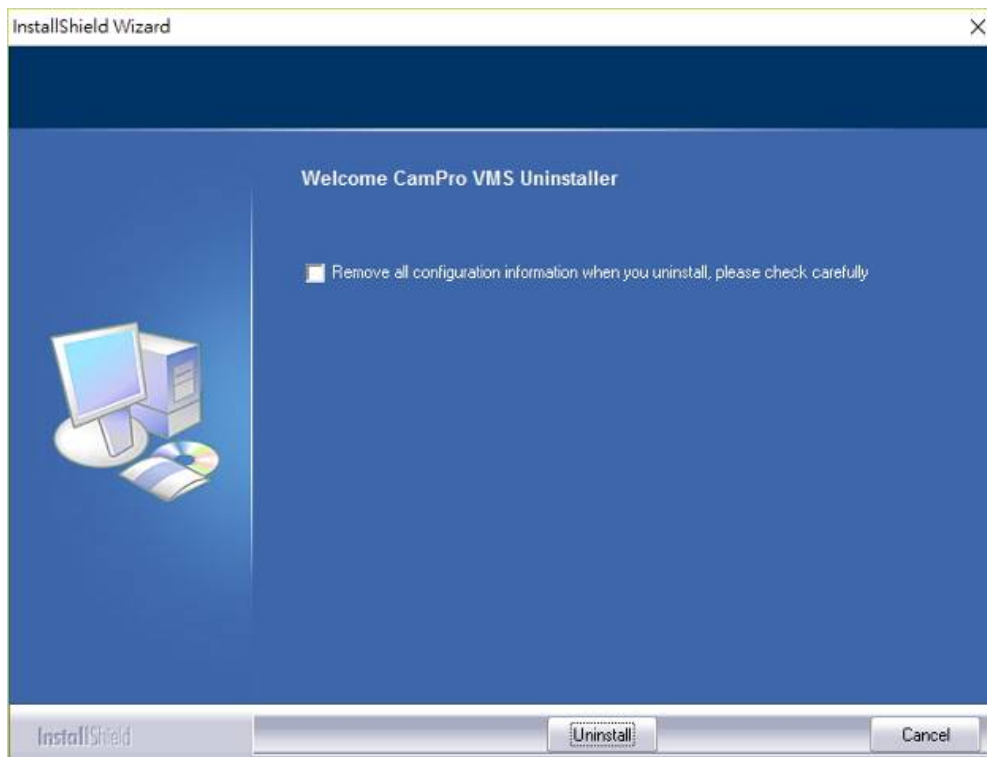 InstallShield Wizard
Welcome CamPro VMS Uninstaller
Remove all configuration information when you uninstall, please check carefully
InstallShield
Uninstall
Cancel